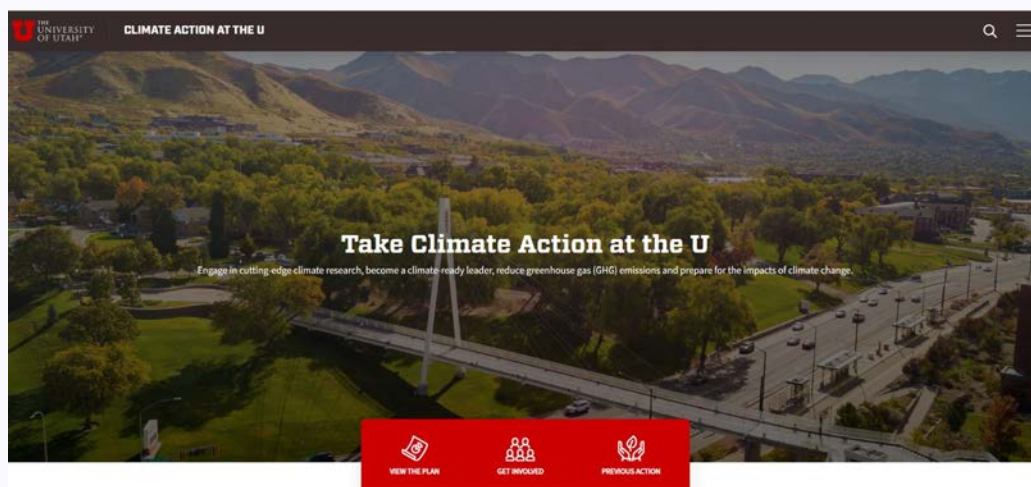 THE
UNIVERSITY
OF UTAH®
CLIMATE ACTION AT THE U
Take Climate Action at the U
Engage in cutting-edge climate research, become a climate-ready leader, reduce greenhouse gas (GHG) emissions and prepare for the impacts of climate change.
VIEW THE PLAN
GET INVOLVED
PREVIOUS ACTION